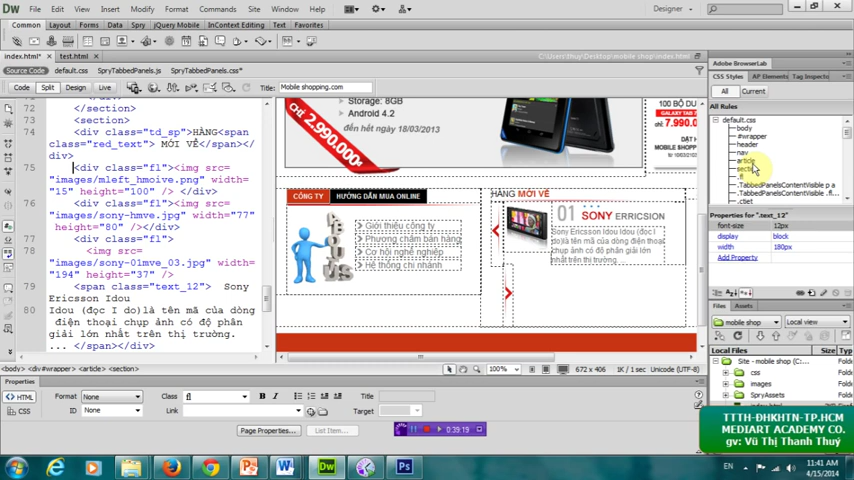 Dw File Edit View Insert Modify Format Commands Site Window Help Designer
Common Layout Forms Data Spry jQuery Mobile InContext Editing Text Favorites
index.html* test.html C:\Users\thuy\Desktop\mobile shop\index.html
Source Code default.css SpryTabbedPanels.js SpryTabbedPanels.css*
Code Split Design Live Title: Mobile shopping.com
72 </section>
73 <section>
74 <div class="td_sp">HÀNG<span
class="red_text"> MỚI VỀ</span></
div>
75 <div class="fl"><img src=
"images/mleft_hmoive.png" width=
"15" height="100" /> </div>
76 <div class="fl"><img src=
"images/sony-hmve.jpg" width="77"
height="80" /></div>
77 <div class="fl">
78 <img src=
"images/sony-01mve_03.jpg" width=
"194" height="37" />
79 <span class="text_12"> Sony
Ericsson Idou
80 Idou (đọc I do)là tên mã của dòng
điện thoại chụp ảnh có độ phân
giải lớn nhất trên thị trường.
... </span></div>
Storage: 8GB
Android 4.2
đến hết ngày 18/03/2013
CHỈ 2.990.000Đ
100 BỘ DU
GALAXY TAB
CÔNG TY HƯỚNG DẪN MUA ONLINE
Giới thiệu công ty
Phương châm bán hàng
Cơ hội nghề nghiệp
Hệ thống chi nhánh
HÀNG MỚI VỀ
01 SONY ERRICSION
Sony Ericsson Idou Idou (đọc I
do)là tên mã của dòng điện thoại
chụp ảnh có độ phân giải lớn
nhất trên thị trường. ...
Adobe BrowserLab
CSS Styles AP Elements Tag Inspecto
All Current
All Rules
default.css
body
#wrapper
header
nav
article
.fl
.TabbedPanelsContentVisible p a
.TabbedPanelsContentVisible .fl...
Properties for ".text_12"
font-size 12px
display block
width 180px
Add Property
Files Assets
mobile shop Local view
Local Files Size
Site - mobile shop (C:...
css
images
SpryAssets
<body> <div#wrapper> <article> <section> 100% 672 x 406 1K / 1 sec Unicode (UTF-8)
Properties
HTML Format None Class fl B I Title
CSS ID None Link Target
Page Properties... List Item...
0:39:19
TTTH-ĐHKHTN-TP.HCM
MEDIART ACADEMY CO.
gv: Vũ Thị Thanh Thuý
EN 11:41 AM
4/15/2014